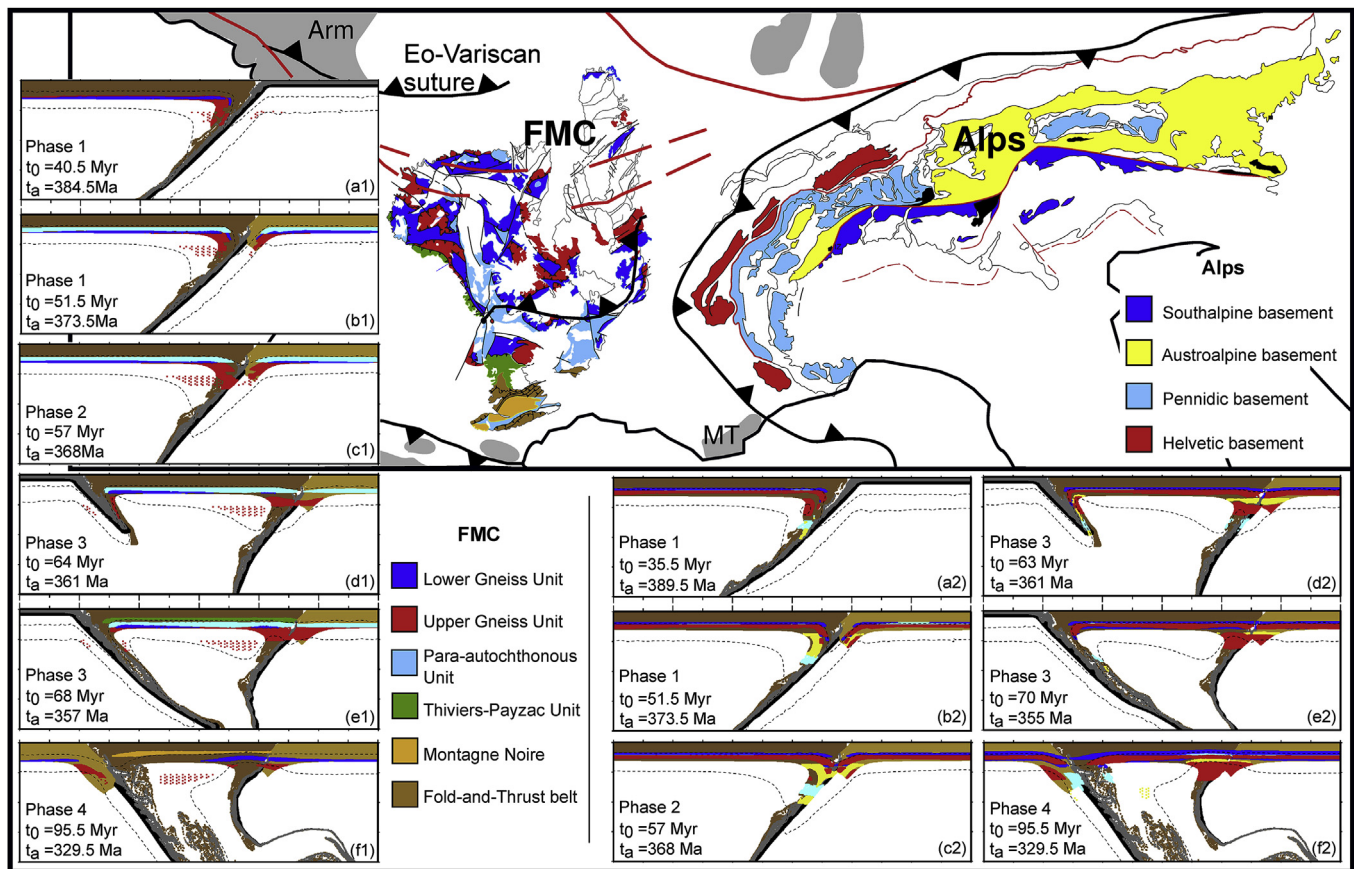 Arm
Eo-Variscan
suture
FMC
Alps
MT
Phase 1
t0 =40.5 Myr
ta =384.5Ma
(a1)
Phase 1
t0 =51.5 Myr
ta =373.5Ma
(b1)
Phase 2
t0 =57 Myr
ta =368Ma
(c1)
Phase 3
t0 =64 Myr
ta =361 Ma
(d1)
Phase 3
t0 =68 Myr
ta =357 Ma
(e1)
Phase 4
t0 =95.5 Myr
ta =329.5 Ma
(f1)
Alps
Southalpine basement
Austroalpine basement
Pennidic basement
Helvetic basement
FMC
Lower Gneiss Unit
Upper Gneiss Unit
Para-autochthonous
Unit
Thiviers-Payzac Unit
Montagne Noire
Fold-and-Thrust belt
Phase 1
t0 =35.5 Myr
ta =389.5 Ma
(a2)
Phase 1
t0 =51.5 Myr
ta =373.5 Ma
(b2)
Phase 2
t0 =57 Myr
ta =368 Ma
(c2)
Phase 3
t0 =63 Myr
ta =361 Ma
(d2)
Phase 3
t0 =70 Myr
ta =355 Ma
(e2)
Phase 4
t0 =95.5 Myr
ta =329.5 Ma
(f2)